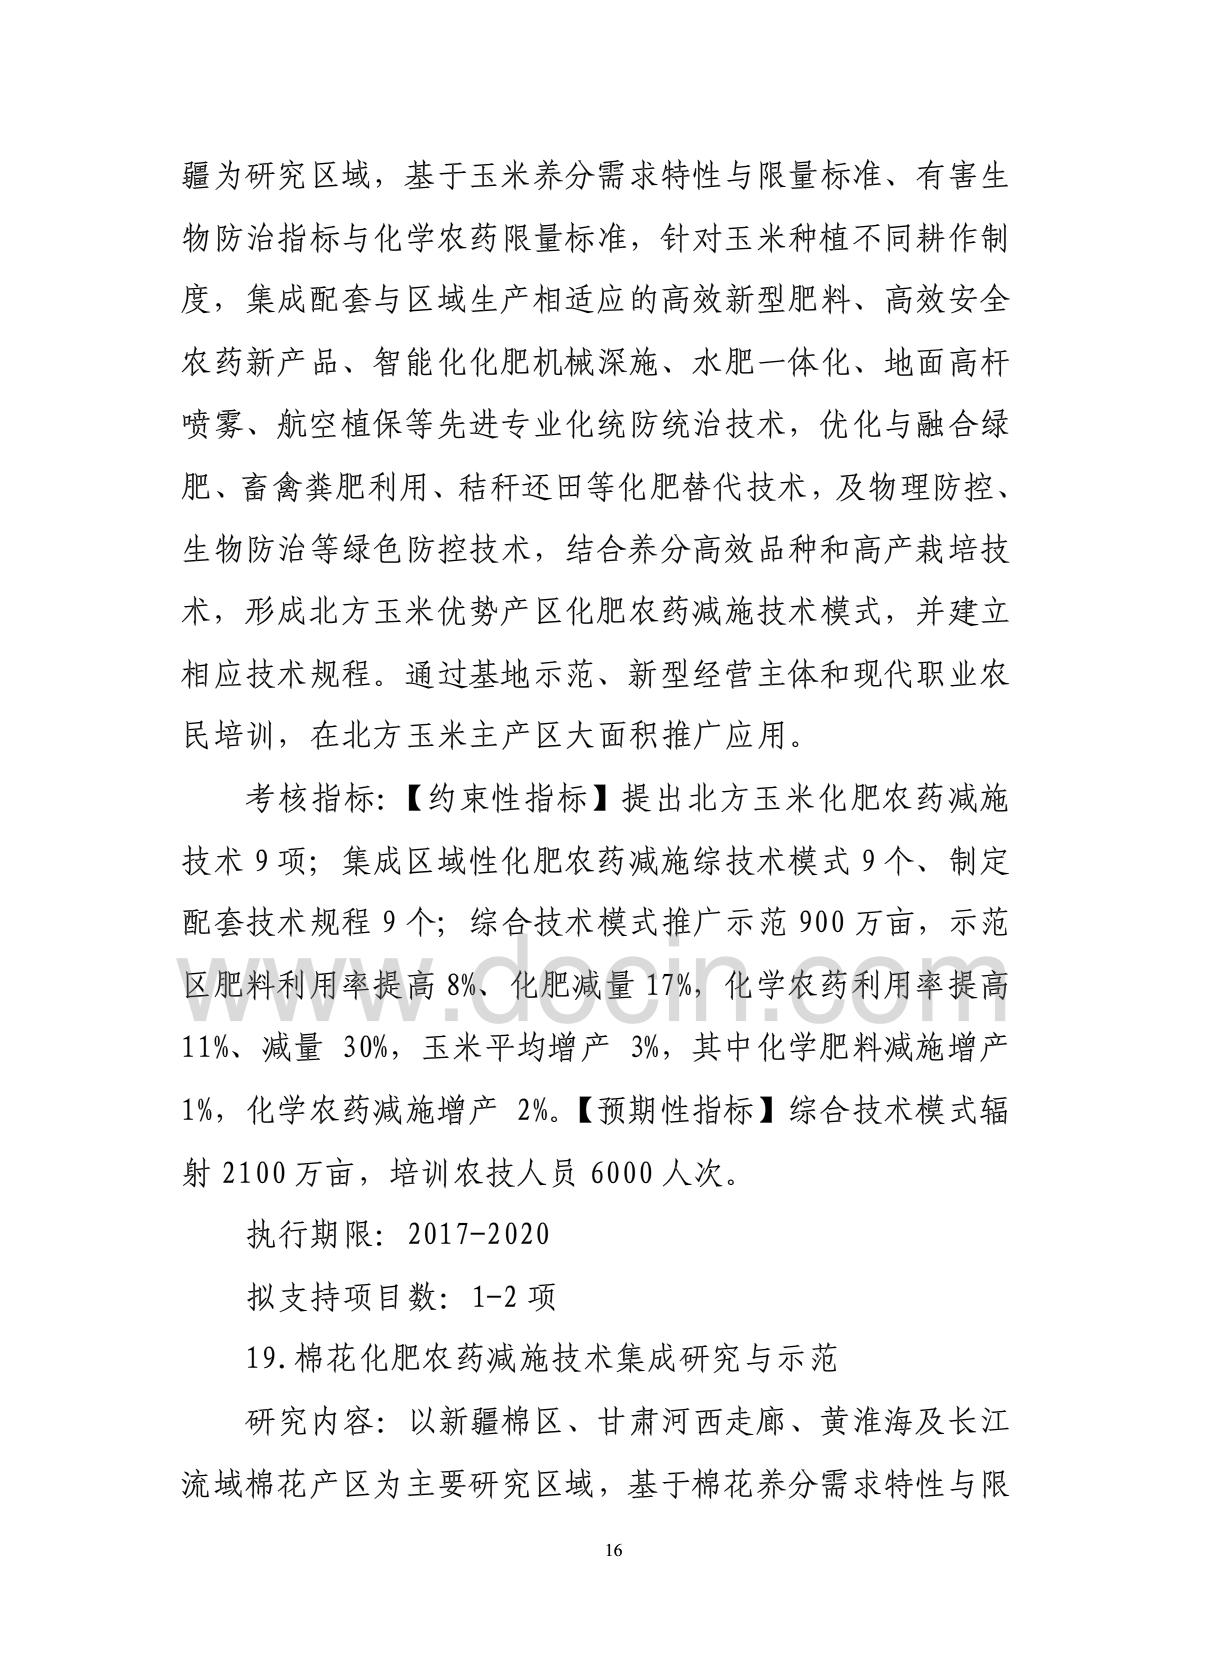 疆为研究区域，基于玉米养分需求特性与限量标准、有害生
物防治指标与化学农药限量标准，针对玉米种植不同耕作制
度，集成配套与区域生产相适应的高效新型肥料、高效安全
农药新产品、智能化化肥机械深施、水肥一体化、地面高杆
喷雾、航空植保等先进专业化统防统治技术，优化与融合绿
肥、畜禽粪肥利用、秸秆还田等化肥替代技术，及物理防控、
生物防治等绿色防控技术，结合养分高效品种和高产栽培技
术，形成北方玉米优势产区化肥农药减施技术模式，并建立
相应技术规程。通过基地示范、新型经营主体和现代职业农
民培训，在北方玉米主产区大面积推广应用。
考核指标：【约束性指标】提出北方玉米化肥农药减施
技术 9 项；集成区域性化肥农药减施综技术模式 9 个、制定
配套技术规程 9 个；综合技术模式推广示范 900 万亩，示范
区肥料利用率提高 8%、化肥减量 17%，化学农药利用率提高
11%、减量 30%，玉米平均增产 3%，其中化学肥料减施增产
1%，化学农药减施增产 2%。【预期性指标】综合技术模式辐
射 2100 万亩，培训农技人员 6000 人次。
执行期限：2017-2020
拟支持项目数：1-2 项
19.棉花化肥农药减施技术集成研究与示范
研究内容：以新疆棉区、甘肃河西走廊、黄淮海及长江
流域棉花产区为主要研究区域，基于棉花养分需求特性与限
16
www.docin.com